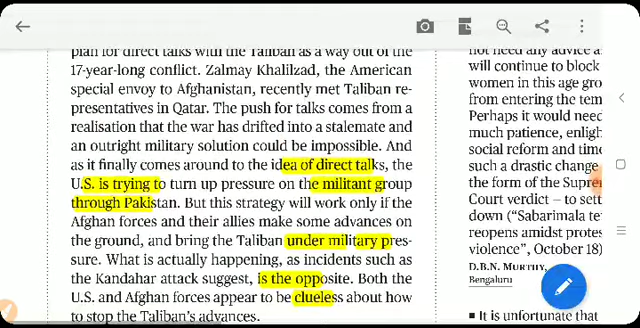 plan for direct talks with the Taliban as a way out of the
17-year-long conflict. Zalmay Khalilzad, the American
special envoy to Afghanistan, recently met Taliban re-
presentatives in Qatar. The push for talks comes from a
realisation that the war has drifted into a stalemate and
an outright military solution could be impossible. And
as it finally comes around to the idea of direct talks, the
U.S. is trying to turn up pressure on the militant group
through Pakistan. But this strategy will work only if the
Afghan forces and their allies make some advances on
the ground, and bring the Taliban under military pres-
sure. What is actually happening, as incidents such as
the Kandahar attack suggest, is the opposite. Both the
U.S. and Afghan forces appear to be clueless about how
to stop the Taliban's advances.
not need any advice a
will continue to block
women in this age gro
from entering the tem
Perhaps it would need
much patience, enligh
social reform and time
such a drastic change
the form of the Suprem
Court verdict – to sett
down ("Sabarimala te
reopens amidst protes
violence", October 18)
D.B.N. MURTHY,
Bengaluru
■ It is unfortunate that